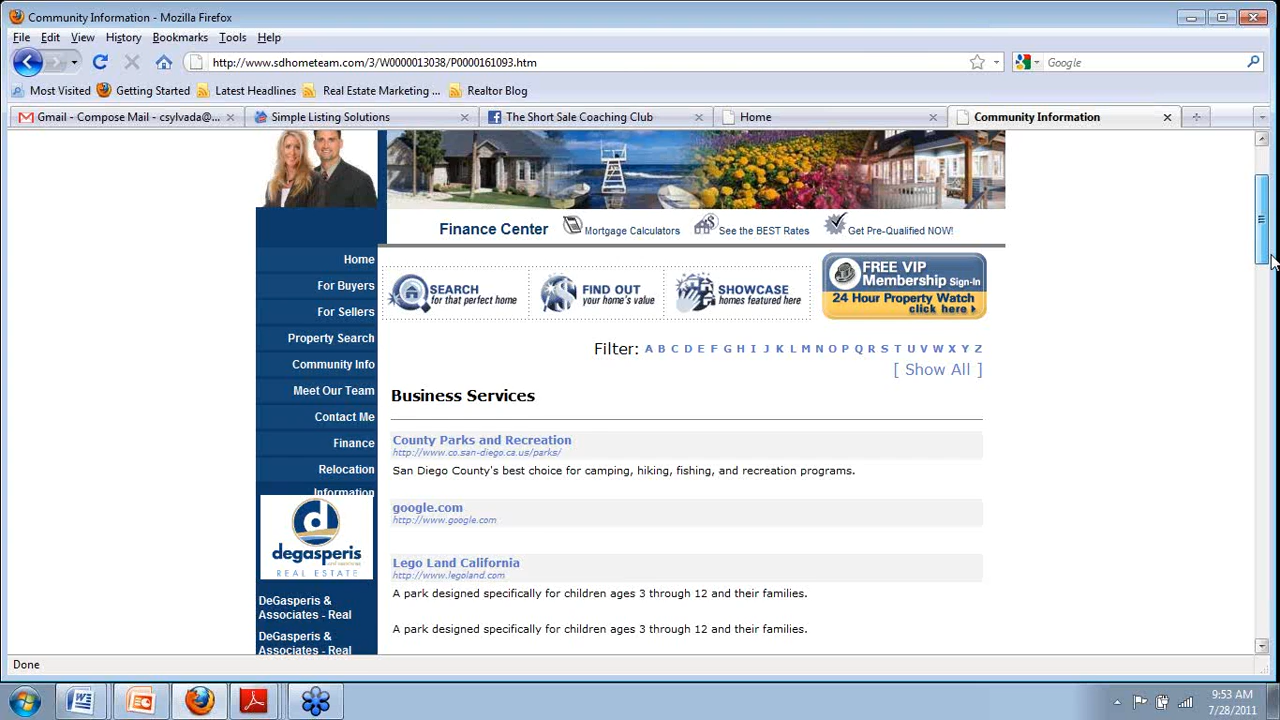 Community Information - Mozilla Firefox
File Edit View History Bookmarks Tools Help
http://www.sdhometeam.com/3/W0000013038/P0000161093.htm
Google
Most Visited Getting Started Latest Headlines Real Estate Marketing ... Realtor Blog
Gmail - Compose Mail - csylvada@... Simple Listing Solutions The Short Sale Coaching Club Home Community Information
Finance Center Mortgage Calculators See the BEST Rates Get Pre-Qualified NOW!
Home
For Buyers
For Sellers
Property Search
Community Info
Meet Our Team
Contact Me
Finance
Relocation
Information
degasperis
REAL ESTATE
DeGasperis &
Associates - Real
DeGasperis &
Associates - Real
SEARCH
for that perfect home
FIND OUT
your home's value
SHOWCASE
homes featured here
FREE VIP
Membership Sign-In
24 Hour Property Watch
click here
Filter: A B C D E F G H I J K L M N O P Q R S T U V W X Y Z
[ Show All ]
Business Services
County Parks and Recreation
http://www.co.san-diego.ca.us/parks/
San Diego County's best choice for camping, hiking, fishing, and recreation programs.
google.com
http://www.google.com
Lego Land California
http://www.legoland.com
A park designed specifically for children ages 3 through 12 and their families.
A park designed specifically for children ages 3 through 12 and their families.
Done
9:53 AM
7/28/2011